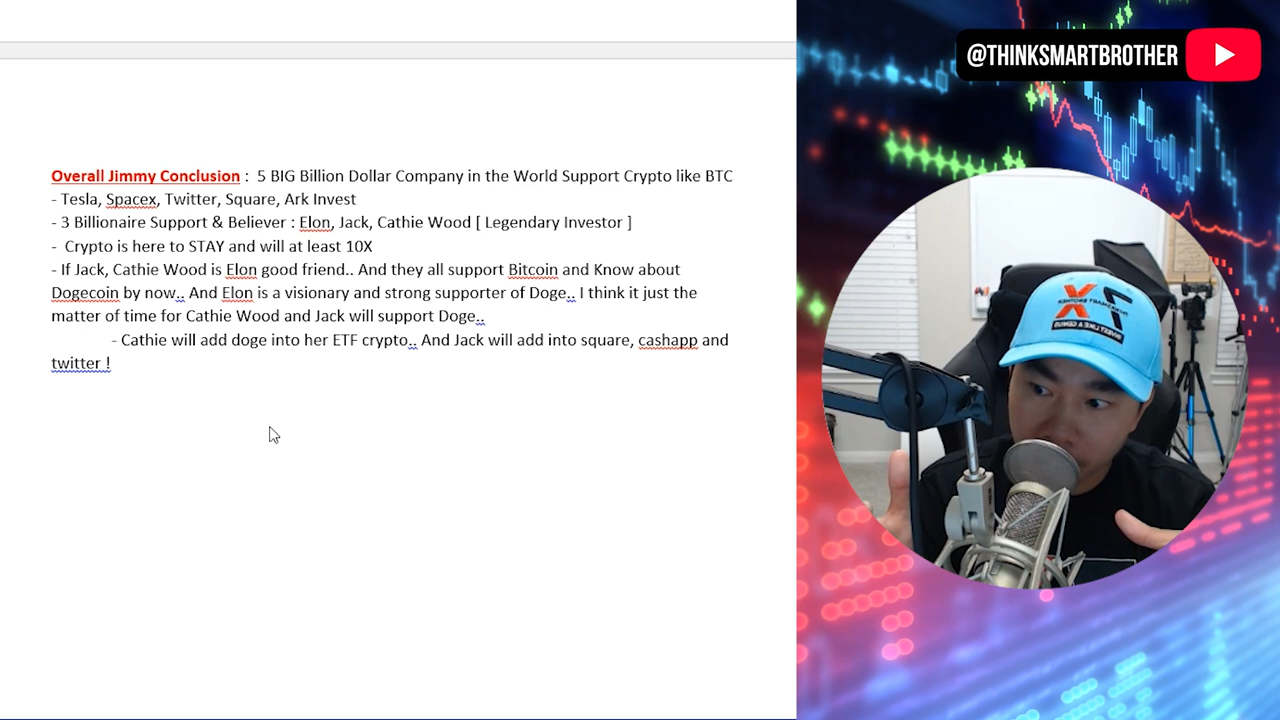 @THINKSMARTBROTHER
Overall Jimmy Conclusion :  5 BIG Billion Dollar Company in the World Support Crypto like BTC
- Tesla, Spacex, Twitter, Square, Ark Invest
- 3 Billionaire Support & Believer : Elon, Jack, Cathie Wood [ Legendary Investor ]
-  Crypto is here to STAY and will at least 10X
- If Jack, Cathie Wood is Elon good friend.. And they all support Bitcoin and Know about
Dogecoin by now.. And Elon is a visionary and strong supporter of Doge.. I think it just the
matter of time for Cathie Wood and Jack will support Doge..
- Cathie will add doge into her ETF crypto.. And Jack will add into square, cashapp and
twitter !